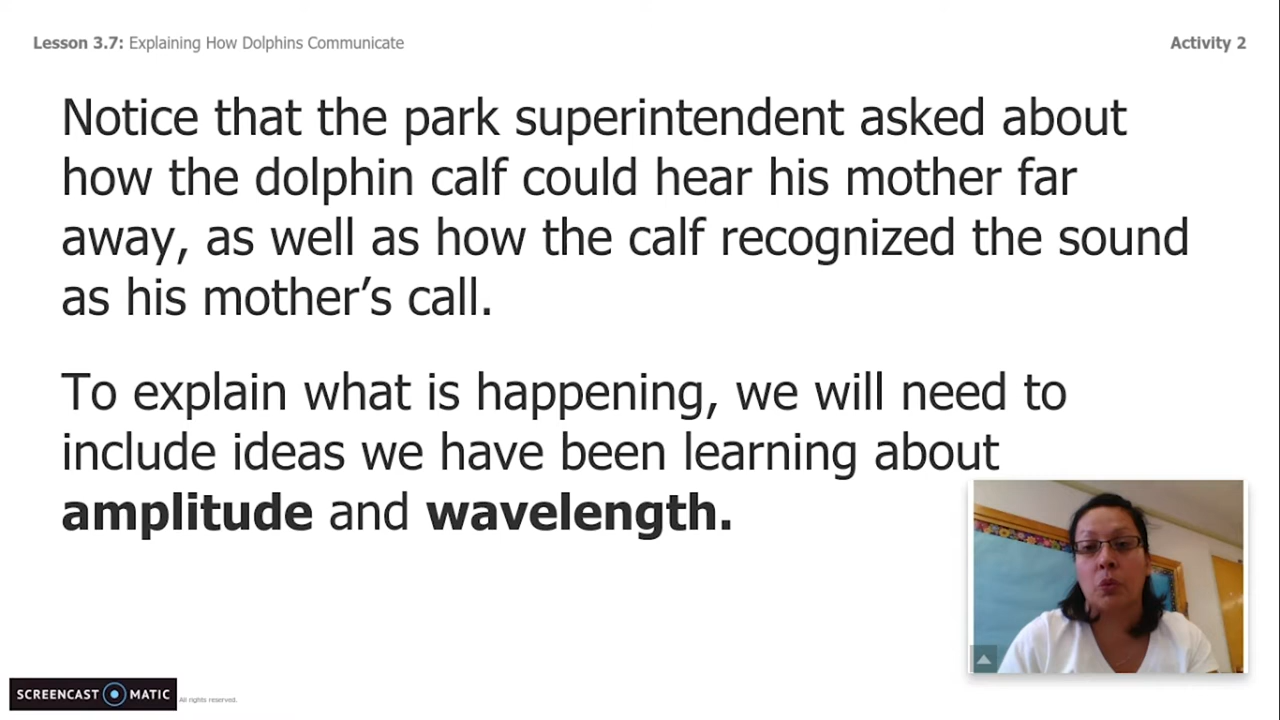 Lesson 3.7: Explaining How Dolphins Communicate
Activity 2
Notice that the park superintendent asked about
how the dolphin calf could hear his mother far
away, as well as how the calf recognized the sound
as his mother’s call.
To explain what is happening, we will need to
include ideas we have been learning about
amplitude and wavelength.
SCREENCAST MATIC
All rights reserved.